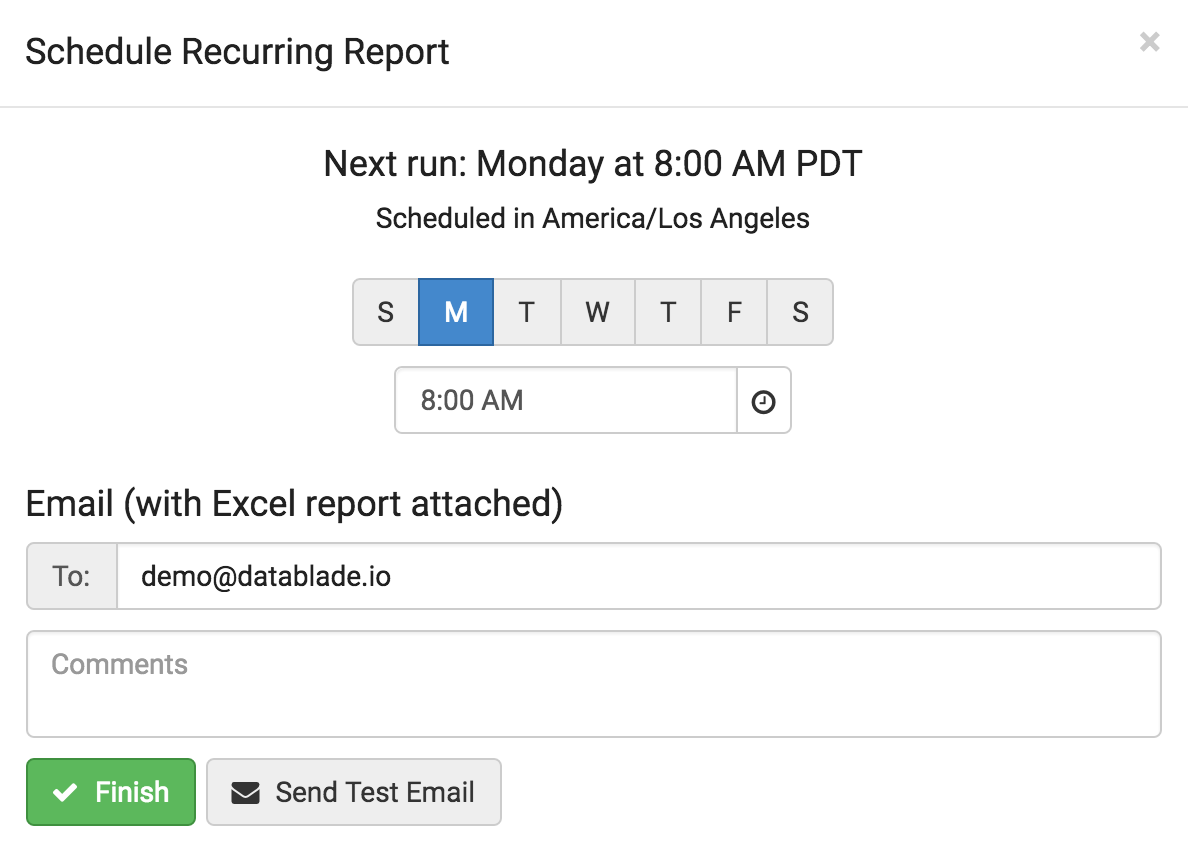 Schedule Recurring Report ×
Next run: Monday at 8:00 AM PDT
Scheduled in America/Los Angeles
S M T W T F S
8:00 AM
Email (with Excel report attached)
To: demo@datablade.io
Comments
Finish Send Test Email